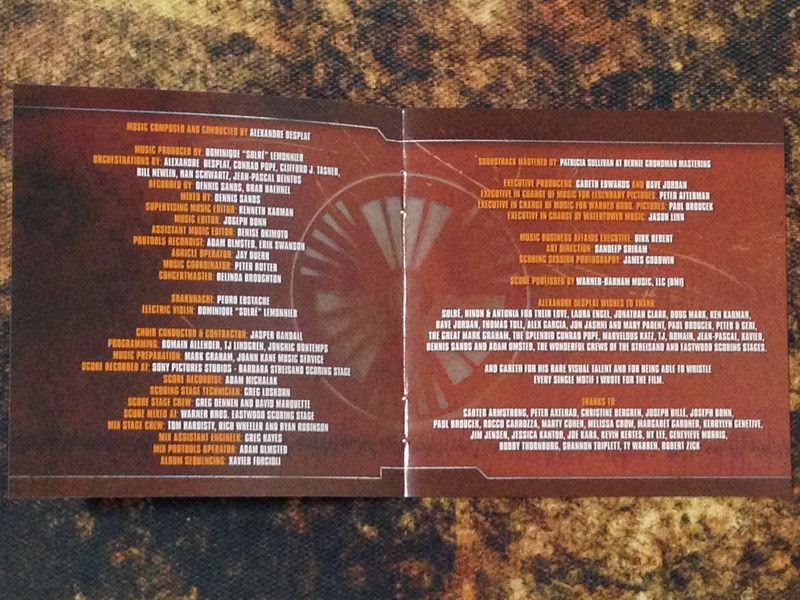 MUSIC COMPOSED AND CONDUCTED BY ALEXANDRE DESPLAT
MUSIC PRODUCED BY: DOMINIQUE "SOLRÉ" LEMONNIER
ORCHESTRATIONS BY: ALEXANDRE DESPLAT, CONRAD POPE, CLIFFORD J. TASNER,
BILL NEWLIN, NAN SCHWARTZ, JEAN-PASCAL BEINTUS
RECORDED BY: DENNIS SANDS, BRAD HAEHNEL
MIXED BY: DENNIS SANDS
SUPERVISING MUSIC EDITOR: KENNETH KARMAN
MUSIC EDITOR: JOSEPH BONN
ASSISTANT MUSIC EDITOR: DENISE OKIMOTO
PROTOOLS RECORDIST: ADAM OLMSTED, ERIK SWANSON
AURICLE OPERATOR: JAY DUERR
MUSIC COORDINATOR: PETER ROTTER
CONCERTMASTER: BELINDA BROUGHTON
SHAKUHACHI: PEDRO EUSTACHE
ELECTRIC VIOLIN: DOMINIQUE "SOLRÉ" LEMONNIER
CHOIR CONDUCTOR & CONTRACTOR: JASPER RANDALL
PROGRAMMING: ROMAIN ALLENDER, TJ LINDGREN, JONGNIC BONTEMPS
MUSIC PREPARATION: MARK GRAHAM, JOANN KANE MUSIC SERVICE
SCORE RECORDED AT: SONY PICTURES STUDIOS - BARBARA STREISAND SCORING STAGE
SCORE RECORDIST: ADAM MICHALAK
SCORING STAGE TECHNICIAN: GREG LOSKORN
SCORE STAGE CREW: GREG DENNEN AND DAVID MARQUETTE
SCORE MIXED AT: WARNER BROS. EASTWOOD SCORING STAGE
MIX STAGE CREW: TOM HARDISTY, RICH WHEELER AND RYAN ROBINSON
MIX ASSISTANT ENGINEER: GREG HAYES
MIX PROTOOLS OPERATOR: ADAM OLMSTED
ALBUM SEQUENCING: XAVIER FORCIOLI
SOUNDTRACK MASTERED BY: PATRICIA SULLIVAN AT BERNIE GRUNDMAN MASTERING
EXECUTIVE PRODUCERS: GARETH EDWARDS AND DAVE JORDAN
EXECUTIVE IN CHARGE OF MUSIC FOR LEGENDARY PICTURES: PETER AFTERMAN
EXECUTIVE IN CHARGE OF MUSIC FOR WARNER BROS. PICTURES: PAUL BROUCEK
EXECUTIVE IN CHARGE OF WATERTOWER MUSIC: JASON LINN
MUSIC BUSINESS AFFAIRS EXECUTIVE: DIRK HEBERT
ART DIRECTION: SANDEEP SRIRAM
SCORING SESSION PHOTOGRAPHY: JAMES GOODWIN
SCORE PUBLISHED BY WARNER-BARHAM MUSIC, LLC (BMI)
ALEXANDRE DESPLAT WISHES TO THANK:
SOLRÉ, NINON & ANTONIA FOR THEIR LOVE, LAURA ENGEL, JONATHAN CLARK, DOUG MARK, KEN KARMAN,
DAVE JORDAN, THOMAS TULL, ALEX GARCIA, JON JASHNI AND MARY PARENT, PAUL BROUCEK, PETER & GERI,
THE GREAT MARK GRAHAM, THE SPLENDID CONRAD POPE, MARVELOUS KATZ, TJ, ROMAIN, JEAN-PASCAL, XAVIER,
DENNIS SANDS AND ADAM OMSTED, THE WONDERFUL CREWS OF THE STREISAND AND EASTWOOD SCORING STAGES.
AND GARETH FOR HIS RARE VISUAL TALENT AND FOR BEING ABLE TO WHISTLE
EVERY SINGLE MOTIF I WROTE FOR THE FILM.
THANKS TO:
CARTER ARMSTRONG, PETER AXELRAD, CHRISTINE BERGREN, JOSEPH BILLÉ, JOSEPH BONN,
PAUL BROUCEK, ROCCO CARROZZA, MARTY COHEN, MELISSA CROW, MARGARET GARDNER, KERRYLYN GENETIVE,
JIM JENSEN, JESSICA KANTOR, JOE KARA, KEVIN KERTES, NY LEE, GENEVIEVE MORRIS,
BOBBY THORNBURG, SHANNON TRIPLETT, TY WARREN, ROBERT ZICK